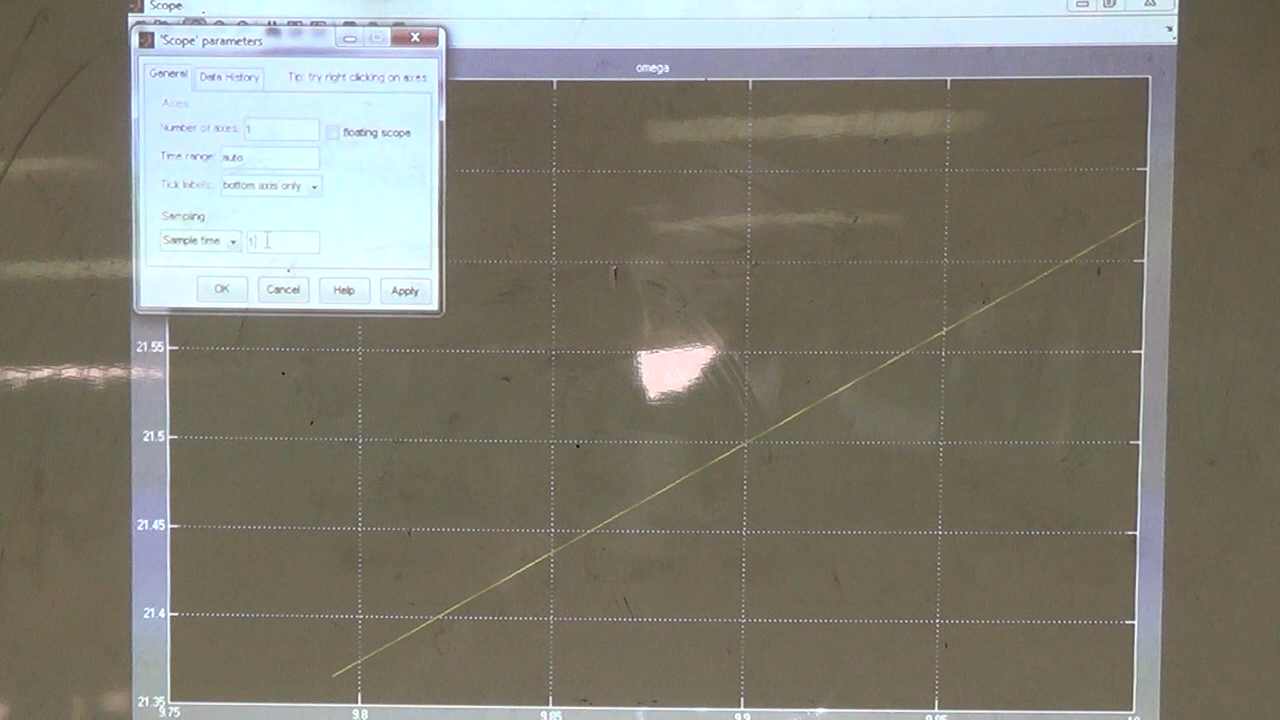 Scope
'Scope' parameters
General
Data History
Tip: try right clicking on axes
Axes
Number of axes: 1
floating scope
Time range: auto
Tick labels: bottom axis only
Sampling
Sample time
1
OK
Cancel
Help
Apply
omega
21.55
21.5
21.45
21.4
21.35
9.75
9.8
9.85
9.9
9.95
10